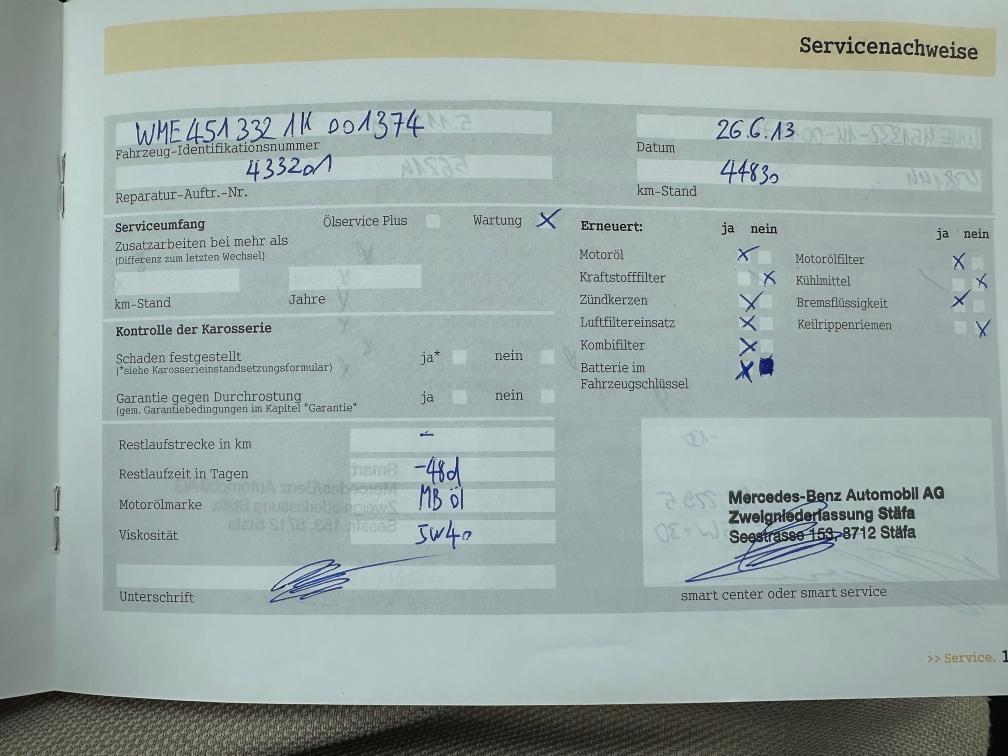 Servicenachweise
WME 451 332 1K 001374
Fahrzeug-Identifikationsnummer
433201
Reparatur-Auftr.-Nr.
26.6.13
Datum
44830
km-Stand
Serviceumfang
Ölservice Plus
Wartung X
Zusatzarbeiten bei mehr als
(Differenz zum letzten Wechsel)
km-Stand
Jahre
Kontrolle der Karosserie
Schaden festgestellt ja* nein
(*siehe Karosserieinstandsetzungsformular)
Garantie gegen Durchrostung ja nein
(gem. Garantiebedingungen im Kapitel "Garantie"
Erneuert: ja nein
Motoröl X
Kraftstofffilter X
Zündkerzen X
Luftfiltereinsatz X
Kombifilter X
Batterie im X
Fahrzeugschlüssel
ja nein
Motorölfilter X
Kühlmittel X
Bremsflüssigkeit X
Keilrippenriemen X
Restlaufstrecke in km -
Restlaufzeit in Tagen -48d
Motorölmarke MB öl
Viskosität 5W40
Unterschrift
Mercedes-Benz Automobil AG
Zweigniederlassung Stäfa
Seestrasse 153, 8712 Stäfa
smart center oder smart service
>> Service. 1